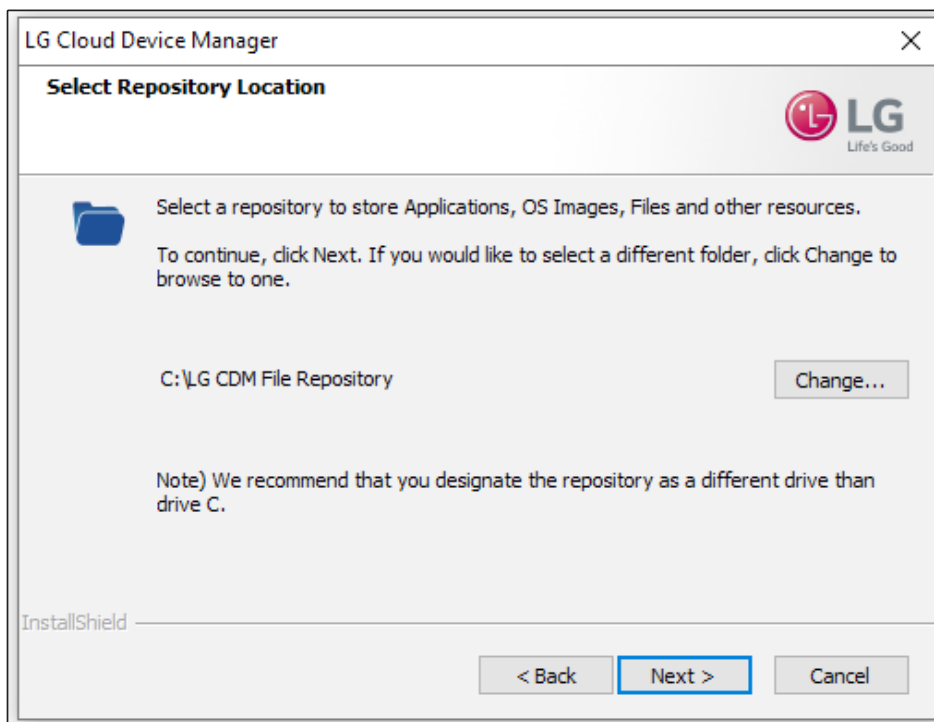 LG Cloud Device Manager
Select Repository Location
LG
Life's Good
Select a repository to store Applications, OS Images, Files and other resources.
To continue, click Next. If you would like to select a different folder, click Change to
browse to one.
C:\LG CDM File Repository
Change...
Note) We recommend that you designate the repository as a different drive than
drive C.
InstallShield
< Back
Next >
Cancel